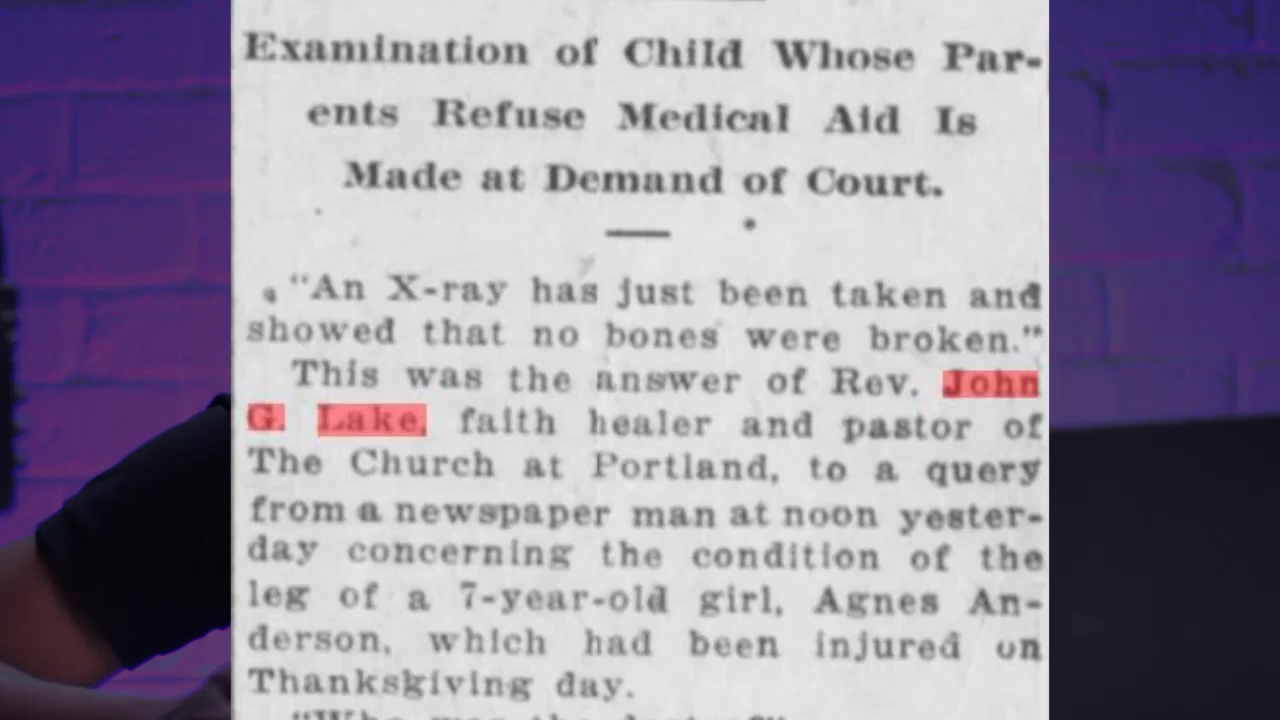 Examination of Child Whose Par-
ents Refuse Medical Aid Is
Made at Demand of Court.
"An X-ray has just been taken and
showed that no bones were broken."
This was the answer of Rev. John
G. Lake, faith healer and pastor of
The Church at Portland, to a query
from a newspaper man at noon yester-
day concerning the condition of the
leg of a 7-year-old girl, Agnes An-
derson, which had been injured on
Thanksgiving day.